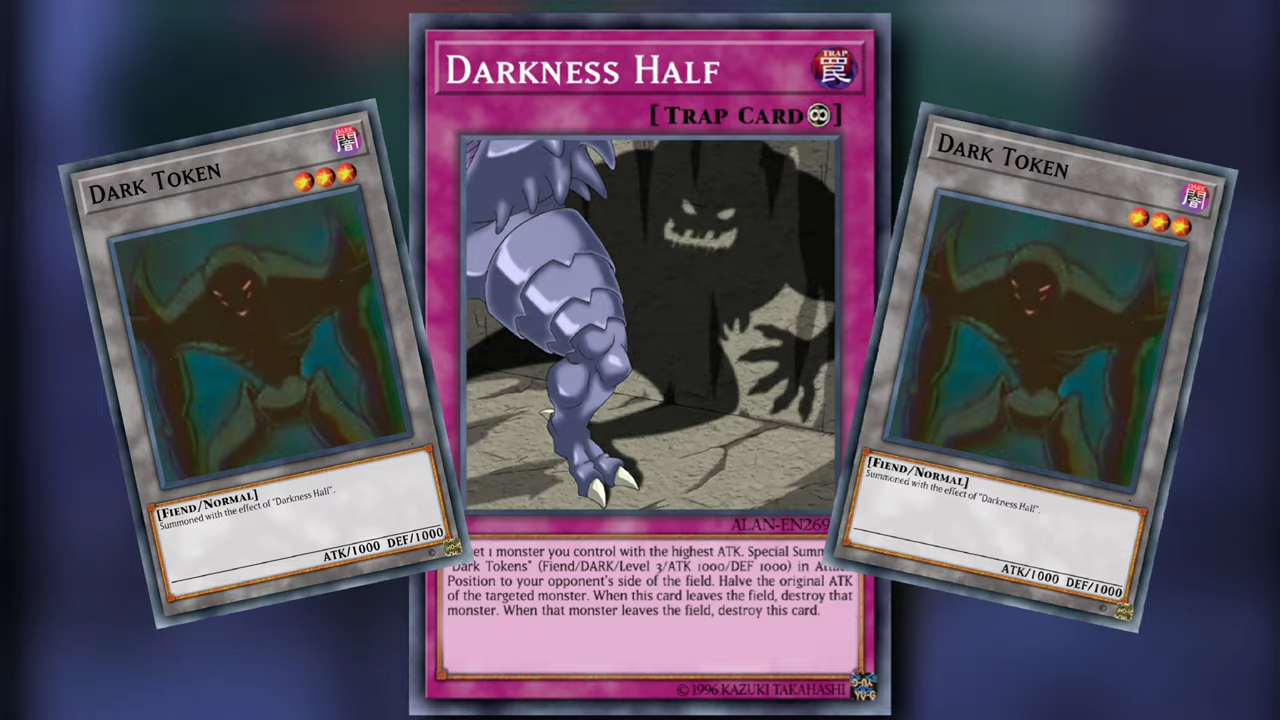 DARK TOKEN
DARK
闇
[FIEND/NORMAL]
Summoned with the effect of "Darkness Half".
ATK/1000 DEF/1000
©
DARKNESS HALF
TRAP
罠
[TRAP CARD∞]
ALAN-EN269
et 1 monster you control with the highest ATK. Special Summ
"Dark Tokens" (Fiend/DARK/Level 3/ATK 1000/DEF 1000) in
Position to your opponent's side of the field. Halve the original ATK
of the targeted monster. When this card leaves the field, destroy that
monster. When that monster leaves the field, destroy this card.
©1996 KAZUKI TAKAHASHI
DARK TOKEN
DARK
闇
[FIEND/NORMAL]
Summoned with the effect of "Darkness Half".
ATK/1000 DEF/1000
©